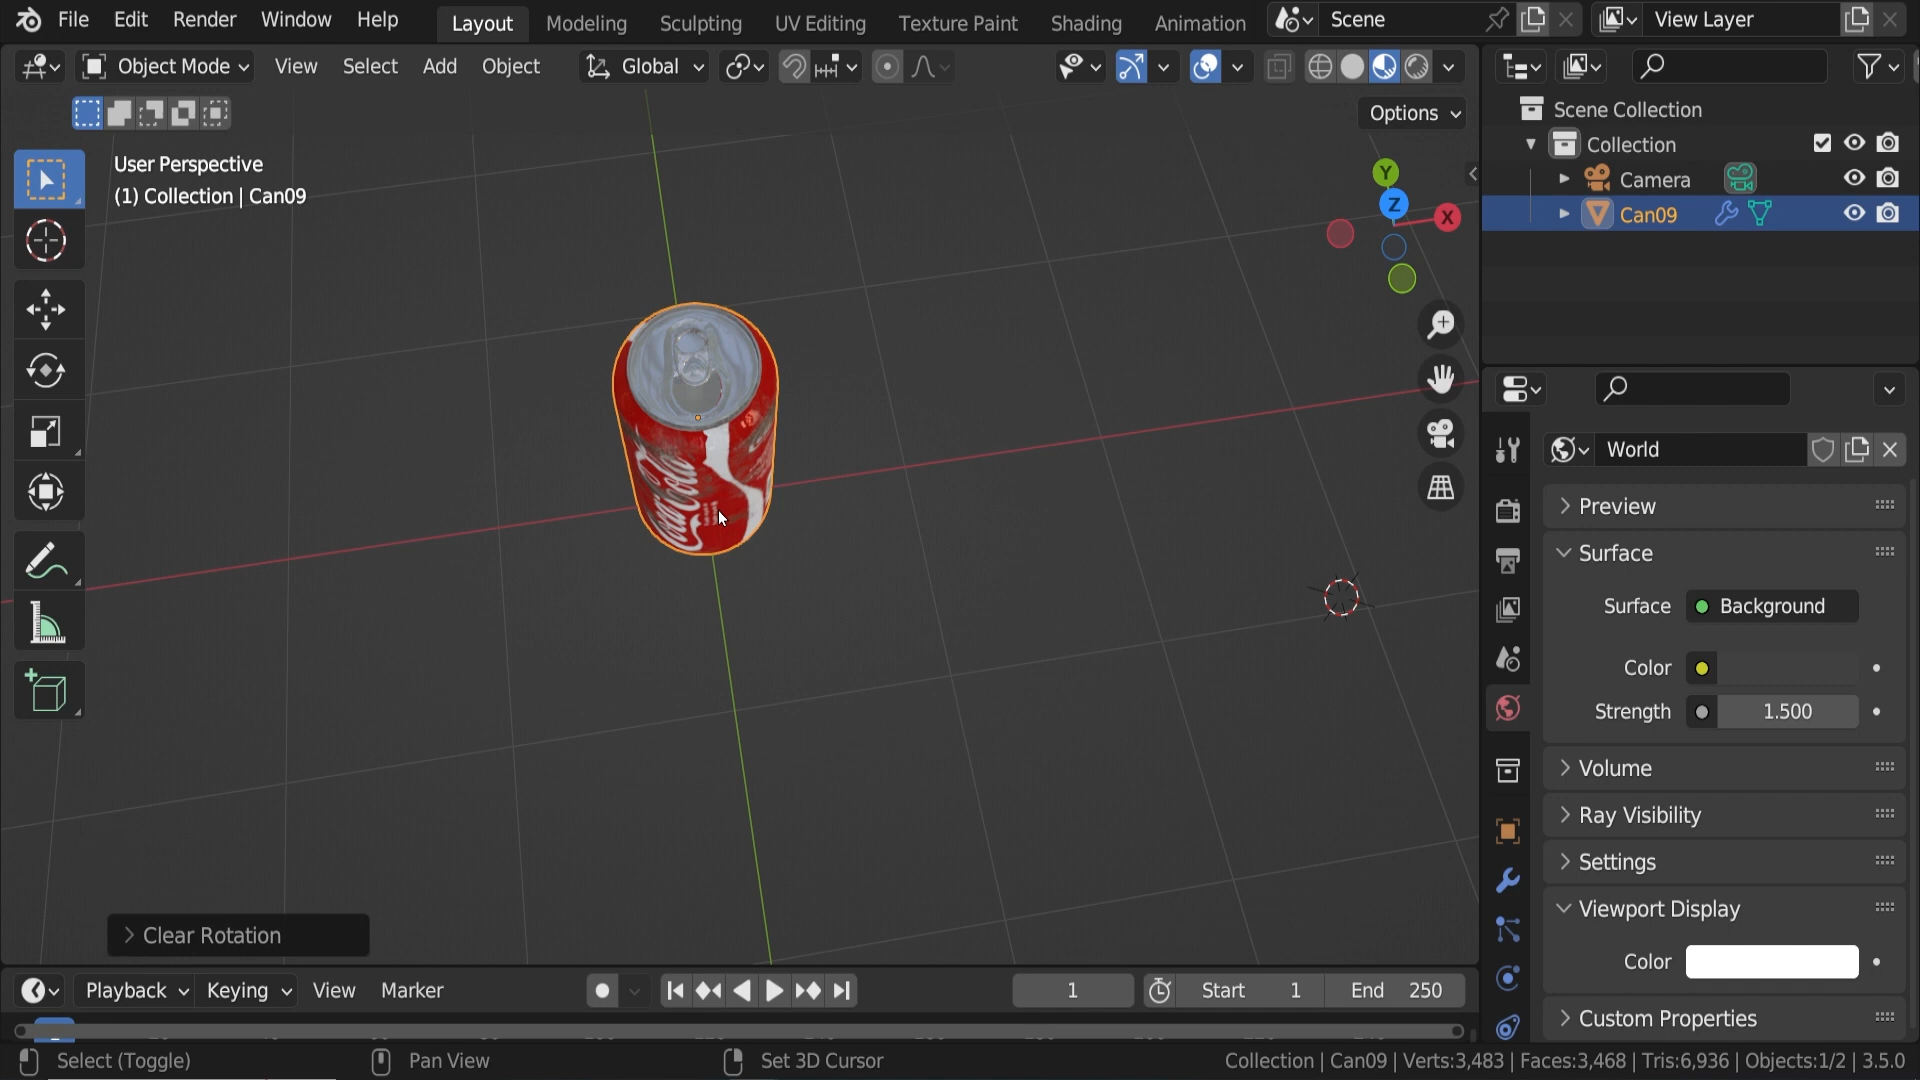 File Edit Render Window Help Layout Modeling Sculpting UV Editing Texture Paint Shading Animation Scene View Layer
Object Mode View Select Add Object Global
Options
User Perspective
(1) Collection | Can09
Y
Z
X
Coca-Cola
Clear Rotation
Scene Collection
Collection
Camera
Can09
World
Preview
Surface
Surface Background
Color
Strength 1.500
Volume
Ray Visibility
Settings
Viewport Display
Color
Custom Properties
Playback Keying View Marker 1 Start 1 End 250
Select (Toggle) Pan View Set 3D Cursor Collection | Can09 | Verts:3,483 | Faces:3,468 | Tris:6,936 | Objects:1/2 | 3.5.0